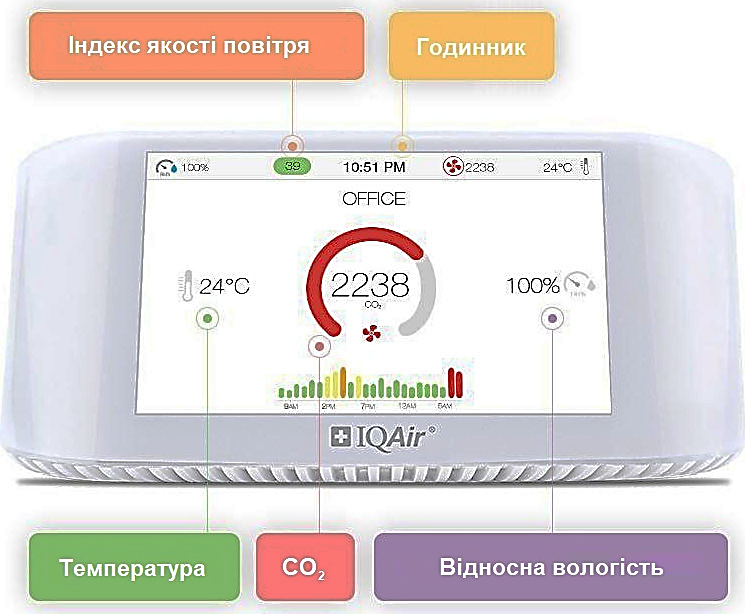 Індекс якості повітря
Годинник
100% 39 10:51 PM 2238 24°C
OFFICE
24°C
2238
CO₂
100%
9AM 2PM 7PM 12AM 5AM
IQAir®
Температура
CO₂
Відносна вологість